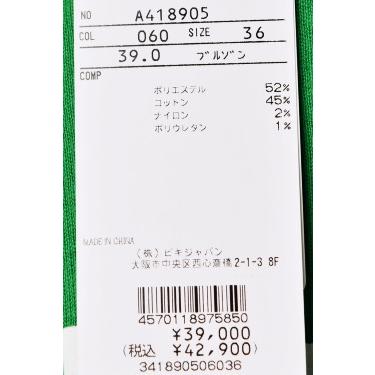 NO A418905
COL 060 SIZE 36
39.0 ブルゾン
COMP
ポリエステル 52%
コットン 45%
ナイロン 2%
ポリウレタン 1%
MADE IN CHINA
(株) ビキジャパン
大阪市中央区西心斎橋2-1-3 8F
4570118975850
¥39,000
(税込 ¥42,900)
341890506036